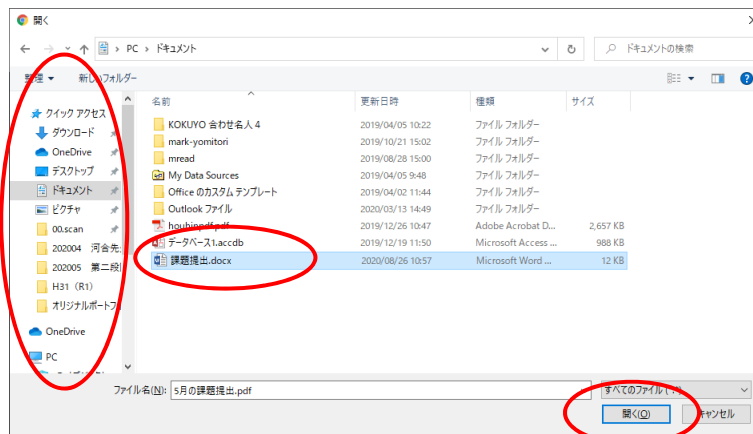 開く
PC › ドキュメント
ドキュメントの検索
整理 新しいフォルダー
名前 更新日時 種類 サイズ
クイック アクセス
ダウンロード
OneDrive
デスクトップ
ドキュメント
ピクチャ
00.scan
202004 河合先
202005 第二段
H31 (R1)
オリジナルポートフ
OneDrive
PC
KOKUYO 合わせ名人 4 2019/04/05 10:22 ファイル フォルダー
mark-yomitori 2019/10/21 15:02 ファイル フォルダー
mread 2019/08/28 15:00 ファイル フォルダー
My Data Sources 2019/04/05 9:48 ファイル フォルダー
Office のカスタム テンプレート 2019/04/02 11:44 ファイル フォルダー
Outlook ファイル 2020/03/13 14:49 ファイル フォルダー
2019/12/26 10:47 Adobe Acrobat D... 2,657 KB
データベース1.accdb 2019/12/19 11:50 Microsoft Access ... 988 KB
課題提出.docx 2020/08/26 10:57 Microsoft Word ... 12 KB
ファイル名(N): 5月の課題提出.pdf
すべてのファイル (*.*)
開く(O) キャンセル